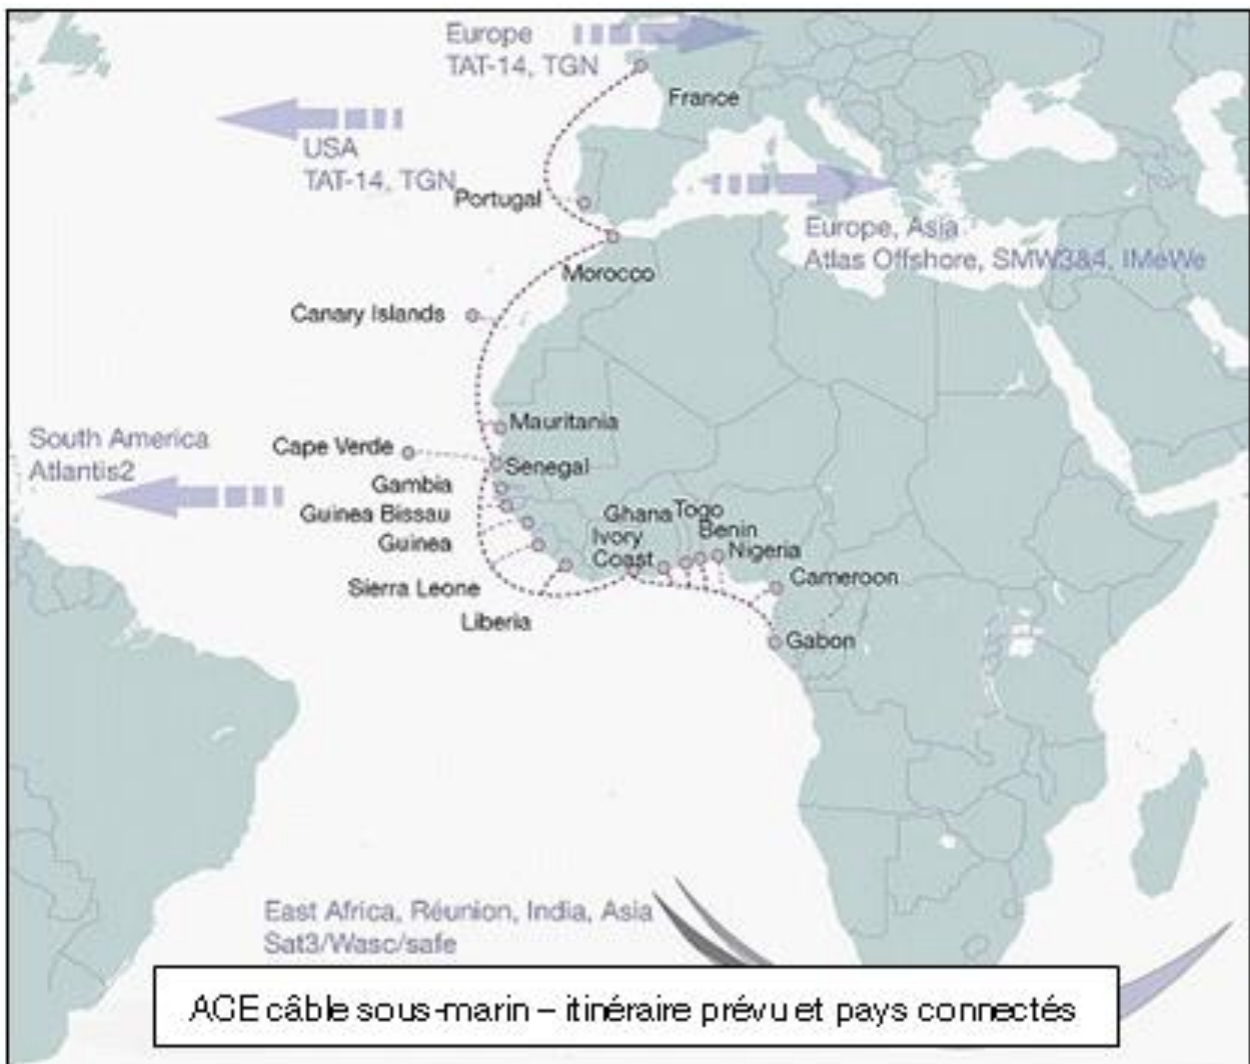 Europe
TAT-14, TGN
France
USA
TAT-14, TGN
Portugal
Europe, Asia
Atlas Offshore, SMW3&4, IMeWe
Morocco
Canary Islands
Mauritania
South America
Atlantis2
Cape Verde
Senegal
Gambia
Guinea Bissau
Guinea
Sierra Leone
Liberia
Ivory
Coast
Ghana
Togo
Benin
Nigeria
Cameroon
Gabon
East Africa, Réunion, India, Asia
Sat3/Wasc/safe
ACE câble sous-marin – itinéraire prévu et pays connectés